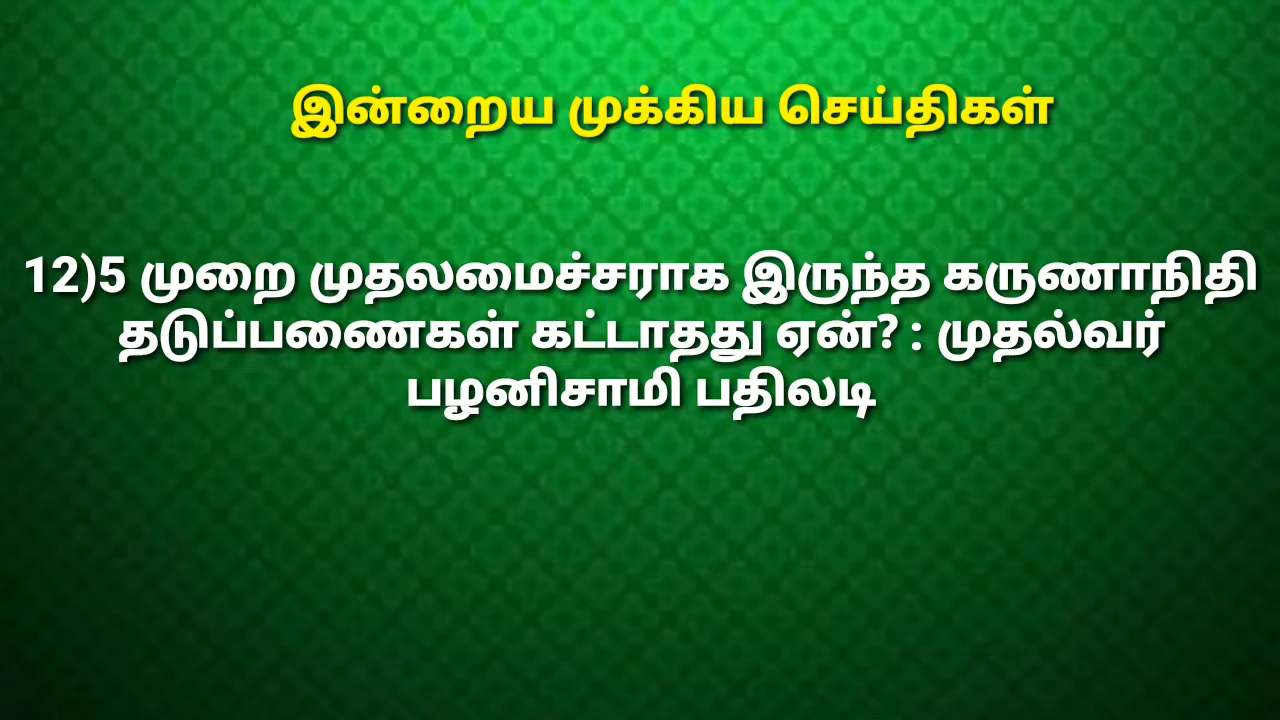 இன்றைய முக்கிய செய்திகள்
12)5 முறை முதலமைச்சராக இருந்த கருணாநிதி
தடுப்பணைகள் கட்டாதது ஏன்? : முதல்வர்
பழனிசாமி பதிலடி